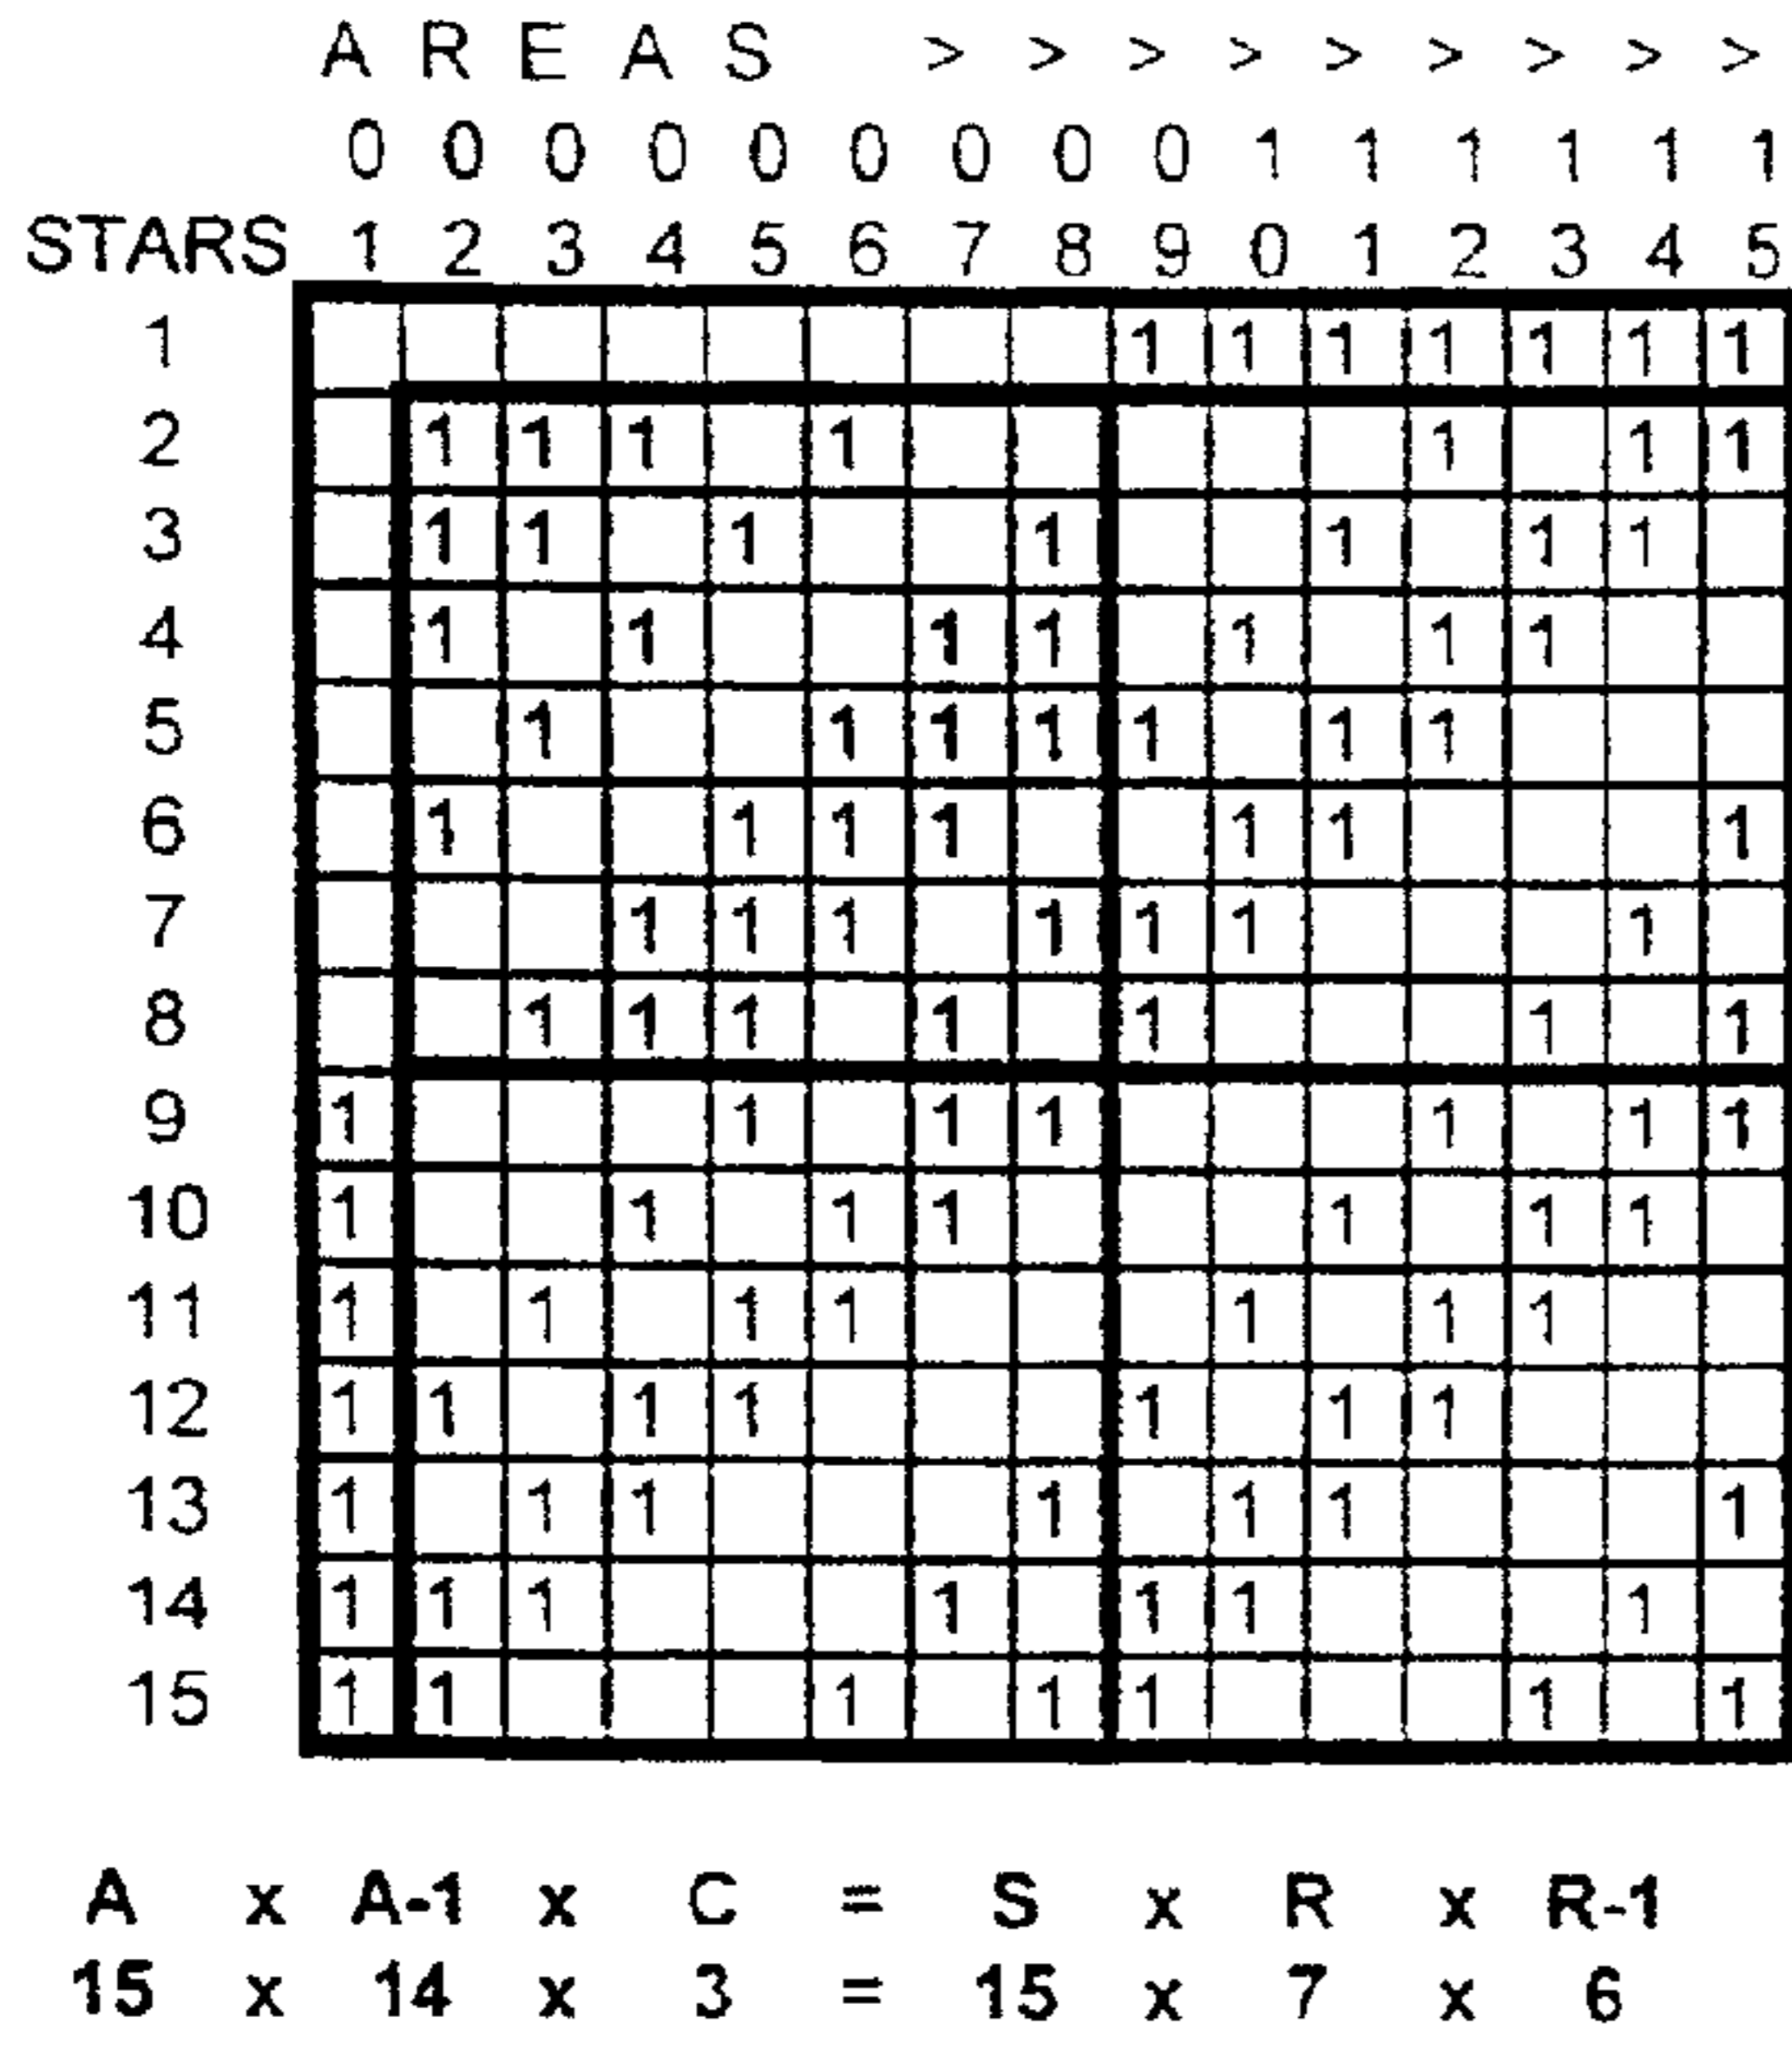 A R E A S > > > > > > > > >
0 0 0 0 0 0 0 0 0 1 1 1 1 1 1
STARS 1 2 3 4 5 6 7 8 9 0 1 2 3 4 5
1 1 1 1 1 1 1 1
2 1 1 1 1 1 1 1
3 1 1 1 1 1 1 1
4 1 1 1 1 1 1 1
5 1 1 1 1 1 1 1
6 1 1 1 1 1 1 1
7 1 1 1 1 1 1 1
8 1 1 1 1 1 1 1
9 1 1 1 1 1 1 1
10 1 1 1 1 1 1 1
11 1 1 1 1 1 1 1
12 1 1 1 1 1 1 1
13 1 1 1 1 1 1 1
14 1 1 1 1 1 1 1
15 1 1 1 1 1 1 1
A x A-1 x C = S x R x R-1
15 x 14 x 3 = 15 x 7 x 6